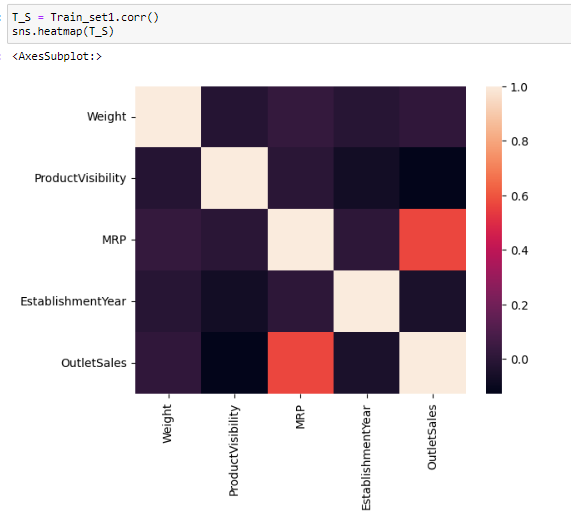 T_S = Train_set1.corr()
sns.heatmap(T_S)
<AxesSubplot:>
Weight
ProductVisibility
MRP
EstablishmentYear
OutletSales
1.0
0.8
0.6
0.4
0.2
0.0
Weight
ProductVisibility
MRP
EstablishmentYear
OutletSales